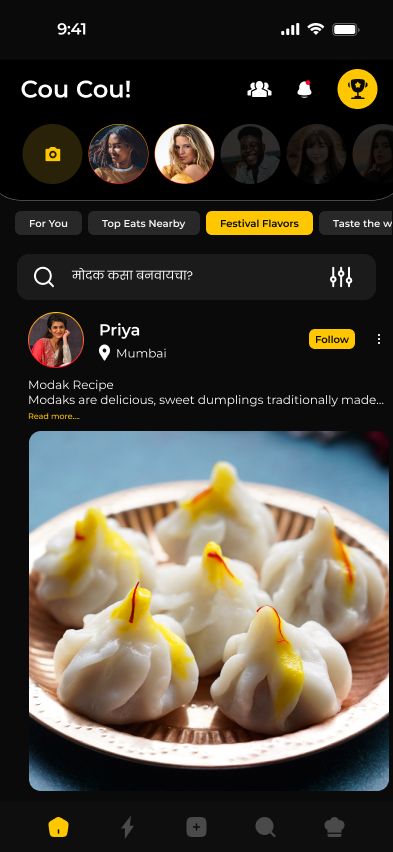 9:41
Cou Cou!
For You
Top Eats Nearby
Festival Flavors
Taste the w
मोदक कसा बनवायचा?
Priya
Mumbai
Follow
Modak Recipe
Modaks are delicious, sweet dumplings traditionally made...
Read more....